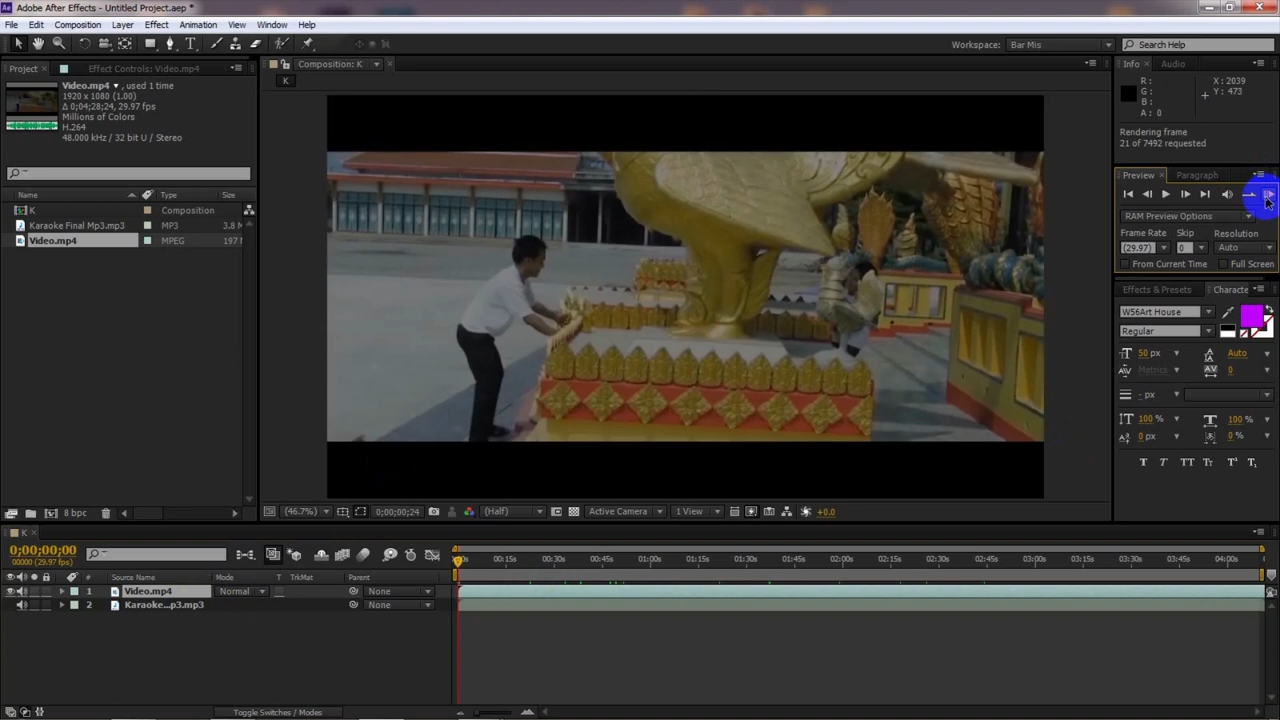 Adobe After Effects - Untitled Project.aep *
File Edit Composition Layer Effect Animation View Window Help
Workspace: Bar Mis Search Help
Project Effect Controls: Video.mp4
Composition: K
Info Audio
K
Video.mp4 , used 1 time
1920 x 1080 (1.00)
Δ 0;04;28;24, 29.97 fps
Millions of Colors
H.264
48.000 kHz / 32 bit U / Stereo
R : X : 2039
G : Y : 473
B :
A : 0
Rendering frame
21 of 7492 requested
Preview Paragraph
RAM Preview Options
Frame Rate Skip Resolution
(29.97) 0 Auto
From Current Time Full Screen
Name Type Size
K Composition
Karaoke Final Mp3.mp3 MP3 3.8 M
Video.mp4 MPEG 197
Effects & Presets Characte
W56Art House
Regular
50 px Auto
Metrics 0
- px
100 % 100 %
0 px 0 %
T T TT Tt T¹ T₁
8 bpc
(46.7%) 0;00;00;24 (Half) Active Camera 1 View +0.0
K
0;00;00;00
00000 (29.97 fps)
00s 00:15s 00:30s 00:45s 01:00s 01:15s 01:30s 01:45s 02:00s 02:15s 02:30s 02:45s 03:00s 03:15s 03:30s 03:45s 04:00s
# Source Name Mode T TrkMat Parent
1 Video.mp4 Normal None
2 Karaoke...p3.mp3 None
Toggle Switches / Modes